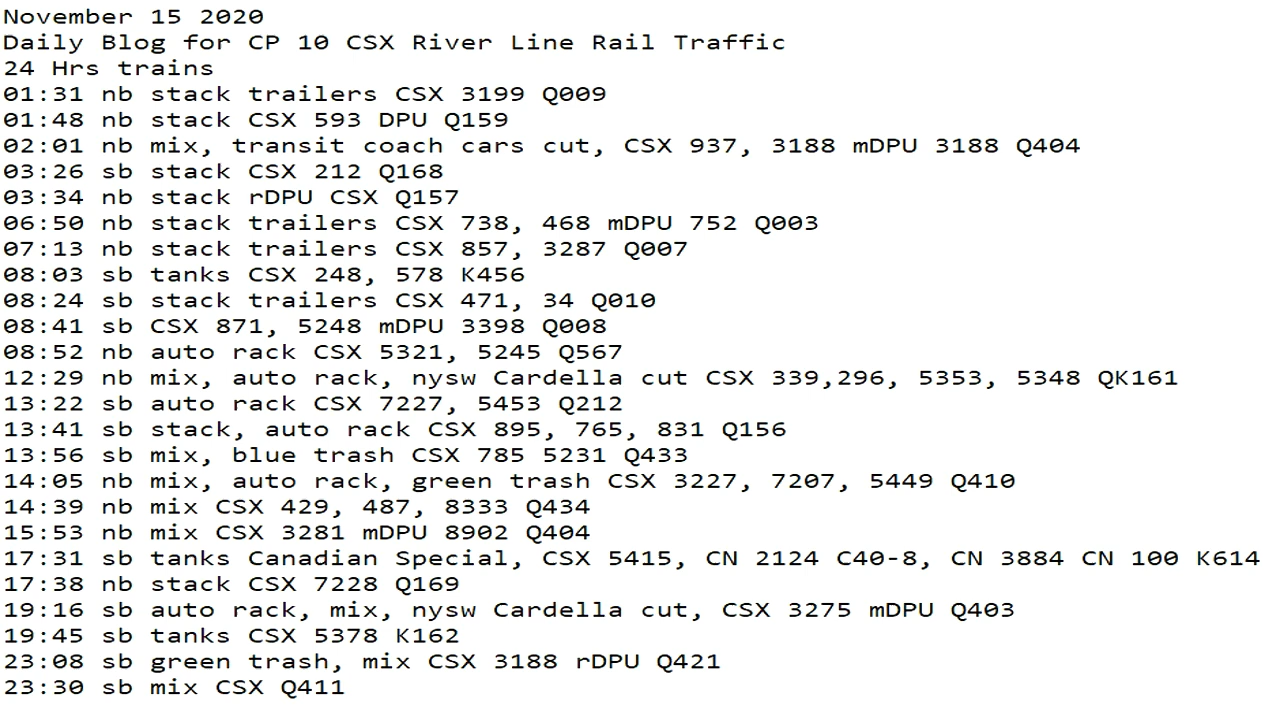 November 15 2020
Daily Blog for CP 10 CSX River Line Rail Traffic
24 Hrs trains
01:31 nb stack trailers CSX 3199 Q009
01:48 nb stack CSX 593 DPU Q159
02:01 nb mix, transit coach cars cut, CSX 937, 3188 mDPU 3188 Q404
03:26 sb stack CSX 212 Q168
03:34 nb stack rDPU CSX Q157
06:50 nb stack trailers CSX 738, 468 mDPU 752 Q003
07:13 nb stack trailers CSX 857, 3287 Q007
08:03 sb tanks CSX 248, 578 K456
08:24 sb stack trailers CSX 471, 34 Q010
08:41 sb CSX 871, 5248 mDPU 3398 Q008
08:52 nb auto rack CSX 5321, 5245 Q567
12:29 nb mix, auto rack, nysw Cardella cut CSX 339,296, 5353, 5348 QK161
13:22 sb auto rack CSX 7227, 5453 Q212
13:41 sb stack, auto rack CSX 895, 765, 831 Q156
13:56 sb mix, blue trash CSX 785 5231 Q433
14:05 nb mix, auto rack, green trash CSX 3227, 7207, 5449 Q410
14:39 nb mix CSX 429, 487, 8333 Q434
15:53 nb mix CSX 3281 mDPU 8902 Q404
17:31 sb tanks Canadian Special, CSX 5415, CN 2124 C40-8, CN 3884 CN 100 K614
17:38 nb stack CSX 7228 Q169
19:16 sb auto rack, mix, nysw Cardella cut, CSX 3275 mDPU Q403
19:45 sb tanks CSX 5378 K162
23:08 sb green trash, mix CSX 3188 rDPU Q421
23:30 sb mix CSX Q411